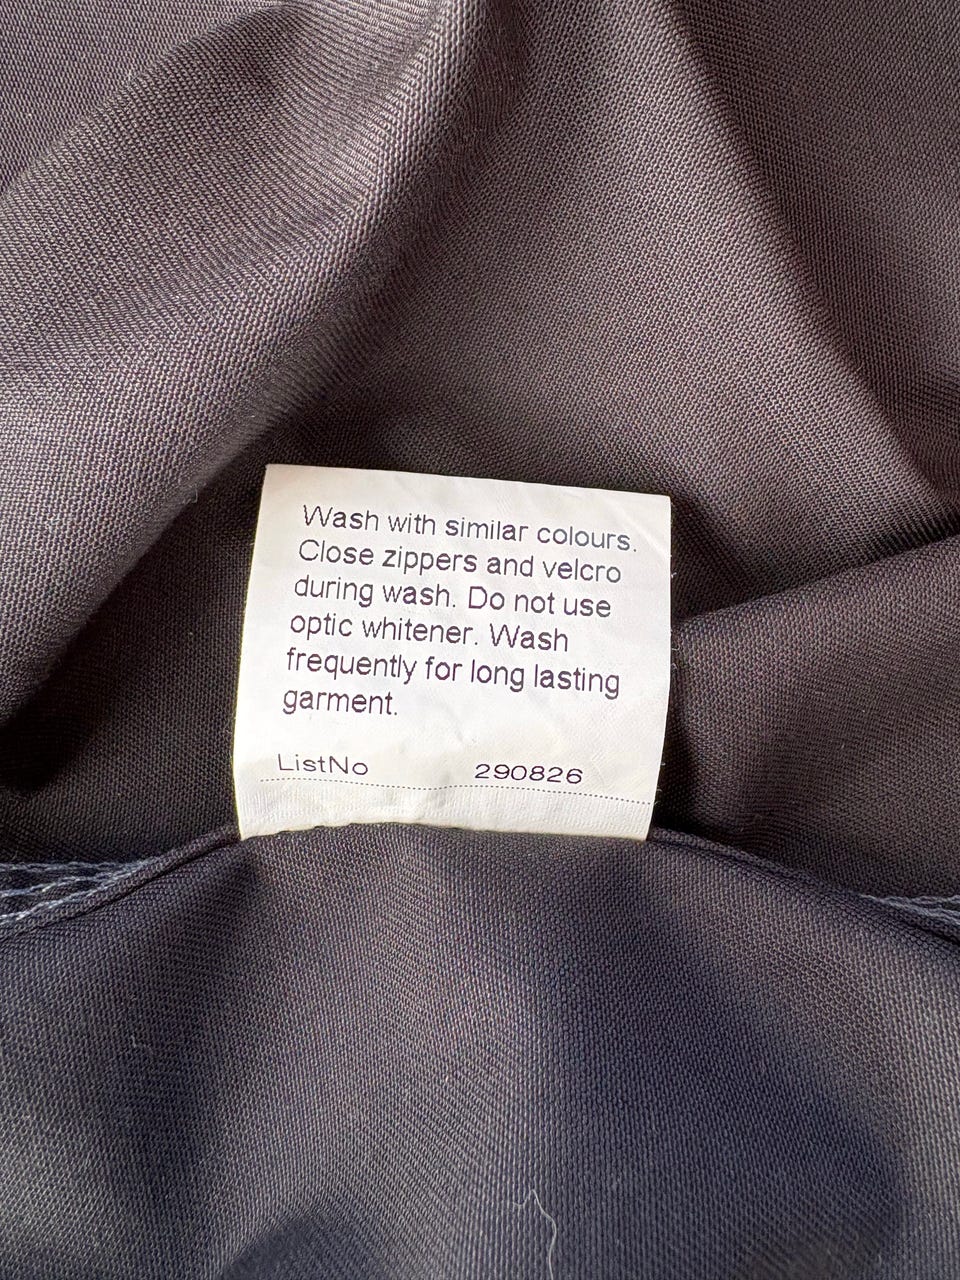 Wash with similar colours.
Close zippers and velcro
during wash. Do not use
optic whitener. Wash
frequently for long lasting
garment.
ListNo 290826